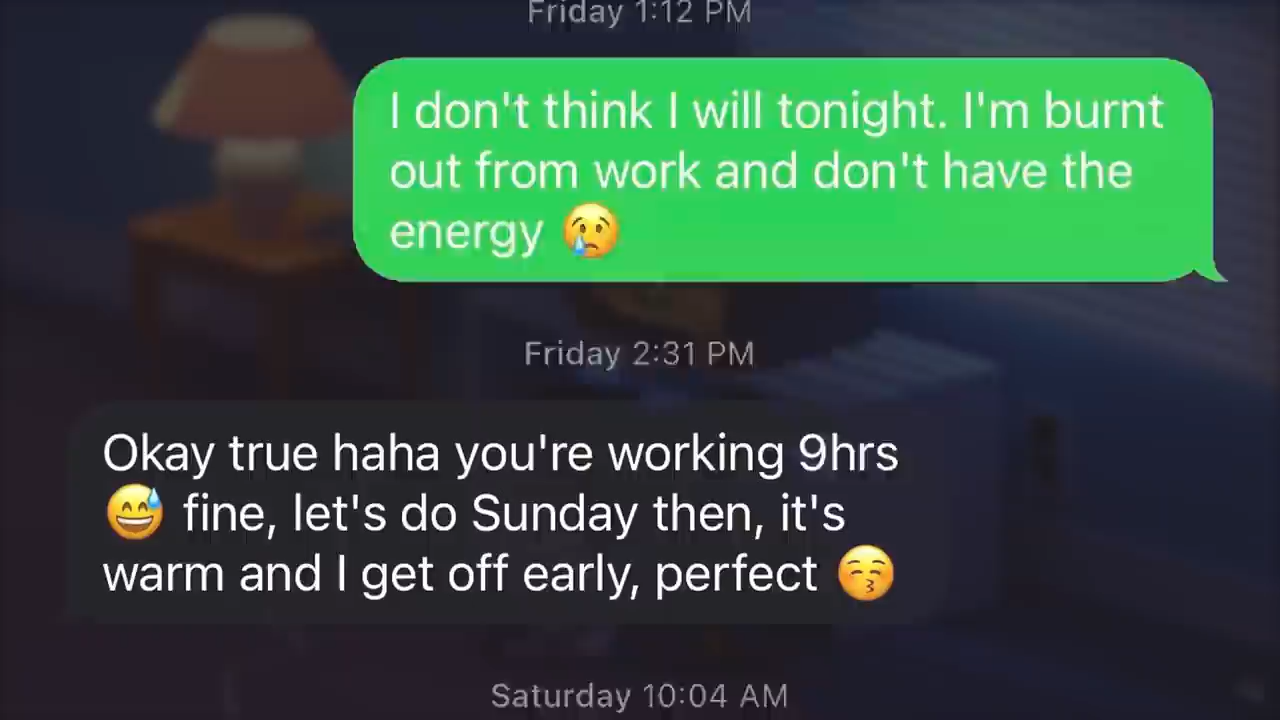 Friday 1:12 PM
I don't think I will tonight. I'm burnt
out from work and don't have the
energy 😢
Friday 2:31 PM
Okay true haha you're working 9hrs
😅 fine, let's do Sunday then, it's
warm and I get off early, perfect 😚
Saturday 10:04 AM